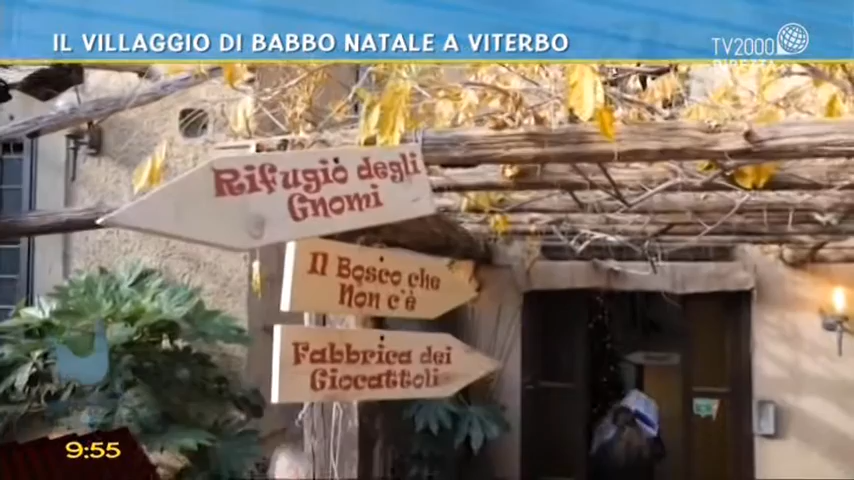 IL VILLAGGIO DI BABBO NATALE A VITERBO
TV2000
DIRETTA
Rifugio degli
Gnomi
Il Bosco che
non c'è
Fabbrica dei
Giocattoli
9:55